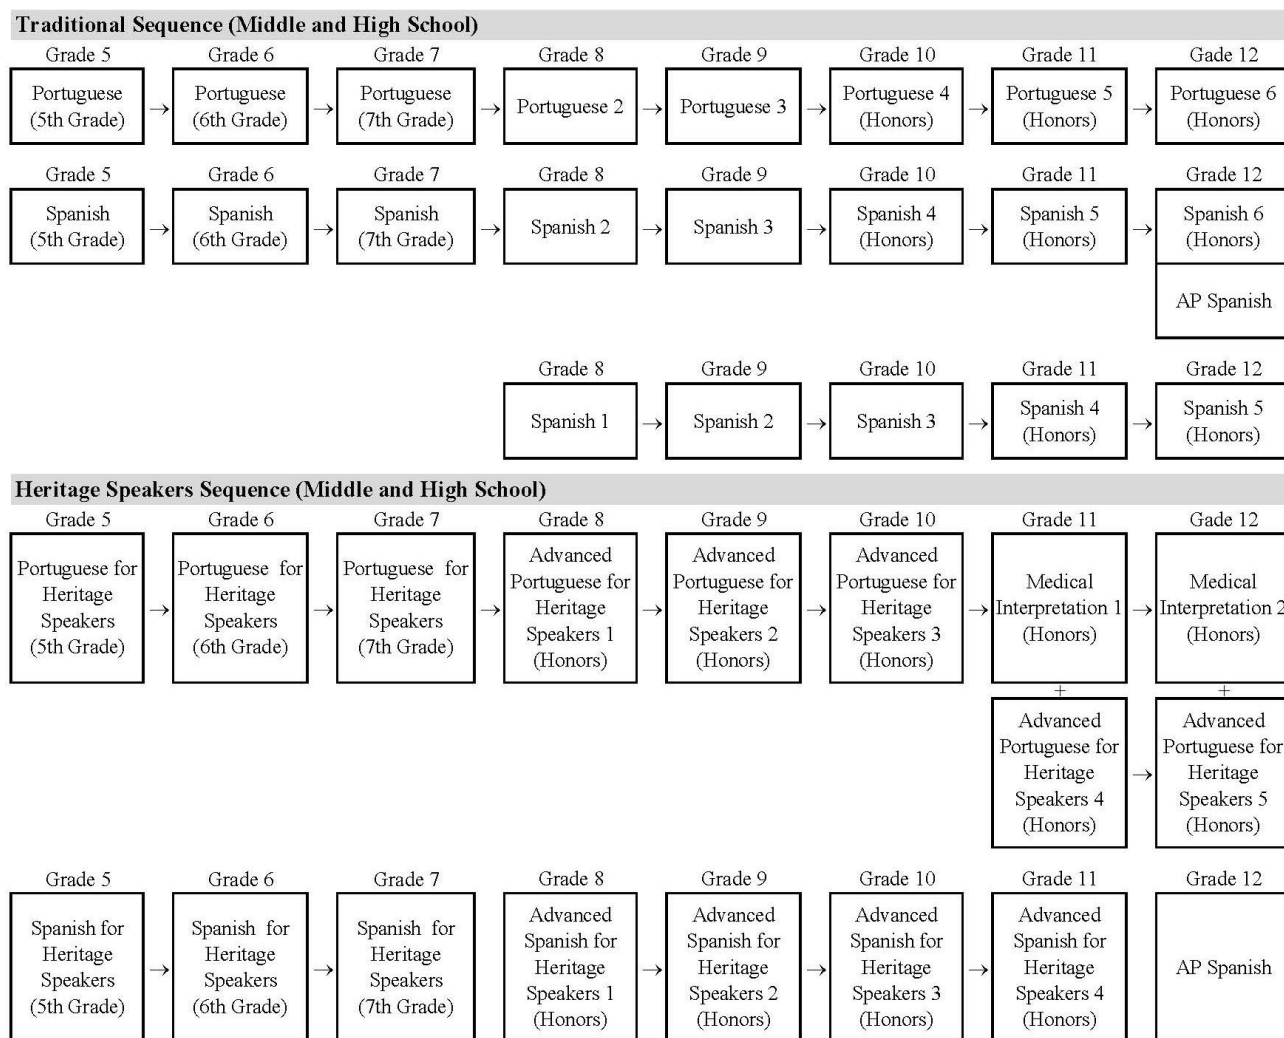 Traditional Sequence (Middle and High School)
Grade 5 Grade 6 Grade 7 Grade 8 Grade 9 Grade 10 Grade 11 Gade 12
Portuguese Portuguese Portuguese Portuguese 2 Portuguese 3 Portuguese 4 Portuguese 5 Portuguese 6
(5th Grade) → (6th Grade) → (7th Grade) → → → (Honors) → (Honors) → (Honors)
Grade 5 Grade 6 Grade 7 Grade 8 Grade 9 Grade 10 Grade 11 Grade 12
Spanish Spanish Spanish Spanish 2 Spanish 3 Spanish 4 Spanish 5 Spanish 6
(5th Grade) → (6th Grade) → (7th Grade) → → → (Honors) → (Honors) → (Honors)
AP Spanish
Grade 8 Grade 9 Grade 10 Grade 11 Grade 12
Spanish 1 → Spanish 2 → Spanish 3 → Spanish 4 → Spanish 5
(Honors) (Honors)
Heritage Speakers Sequence (Middle and High School)
Grade 5 Grade 6 Grade 7 Grade 8 Grade 9 Grade 10 Grade 11 Gade 12
Portuguese for Portuguese for Portuguese for Advanced Advanced Advanced Medical Medical
Heritage Heritage Heritage Portuguese for Portuguese for Portuguese for Interpretation 1 → Interpretation 2
Speakers → Speakers → Speakers → Heritage → Heritage → Heritage → (Honors) (Honors)
(5th Grade) (6th Grade) (7th Grade) Speakers 1 Speakers 2 Speakers 3
(Honors) (Honors) (Honors)
+ +
Advanced Advanced
Portuguese for Portuguese for
Heritage → Heritage
Speakers 4 Speakers 5
(Honors) (Honors)
Grade 5 Grade 6 Grade 7 Grade 8 Grade 9 Grade 10 Grade 11 Grade 12
Spanish for Spanish for Spanish for Advanced Advanced Advanced Advanced AP Spanish
Heritage Heritage Heritage Spanish for Spanish for Spanish for Spanish for
Speakers → Speakers → Speakers → Heritage → Heritage → Heritage → Heritage
(5th Grade) (6th Grade) (7th Grade) Speakers 1 Speakers 2 Speakers 3 Speakers 4
(Honors) (Honors) (Honors) (Honors)